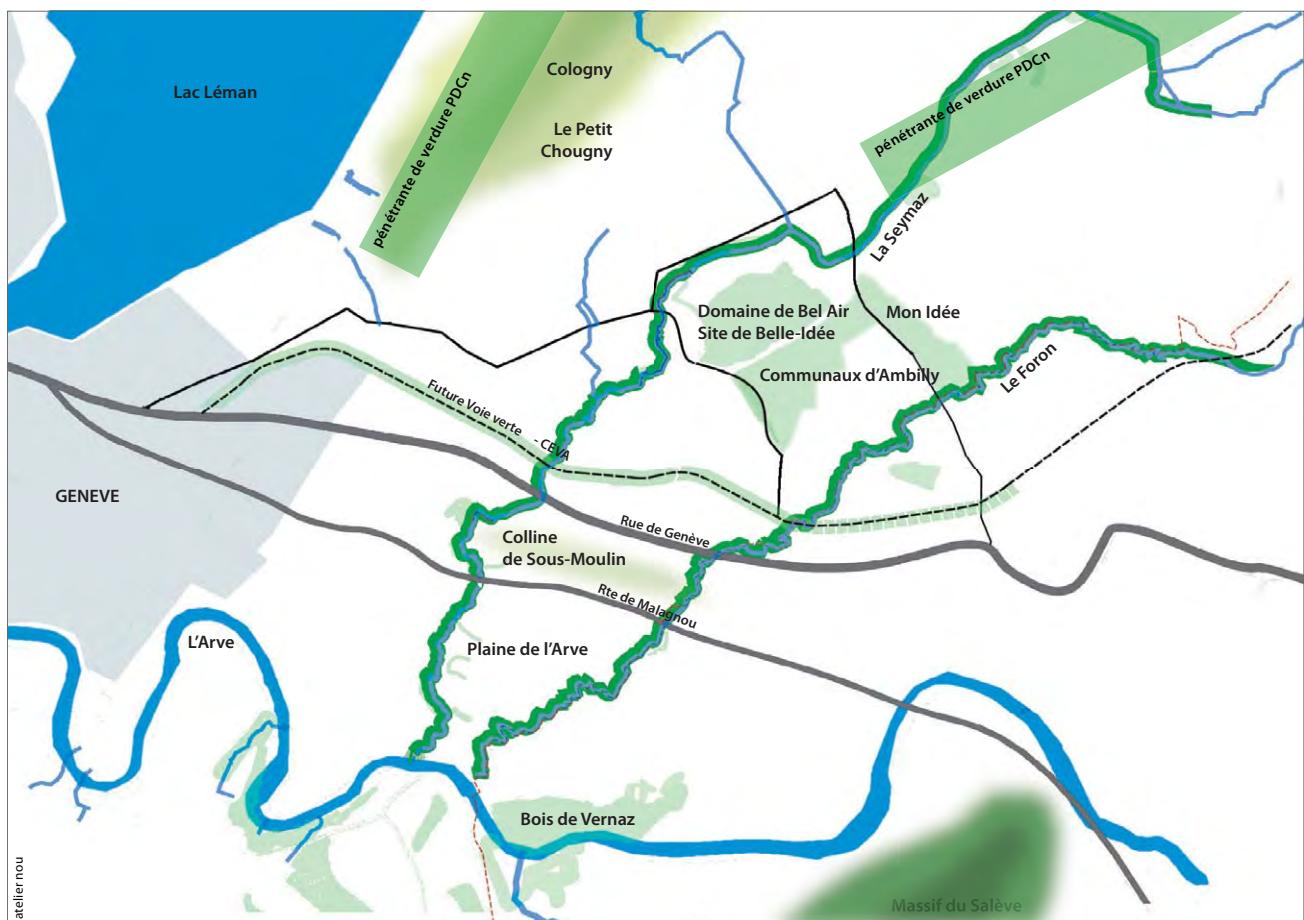 Lac Léman
pénétrante de verdure PDCn
Cologny
Le Petit
Chougny
pénétrante de verdure PDCn
La Seymaz
Domaine de Bel Air
Site de Belle-Idée
Mon Idée
Communaux d'Ambilly
Le Foron
Future Voie verte - CEVA
GENEVE
Rue de Genève
Colline
de Sous-Moulin
Rte de Malagnou
L'Arve
Plaine de l'Arve
Bois de Vernaz
Massif du Salève
atelier nou